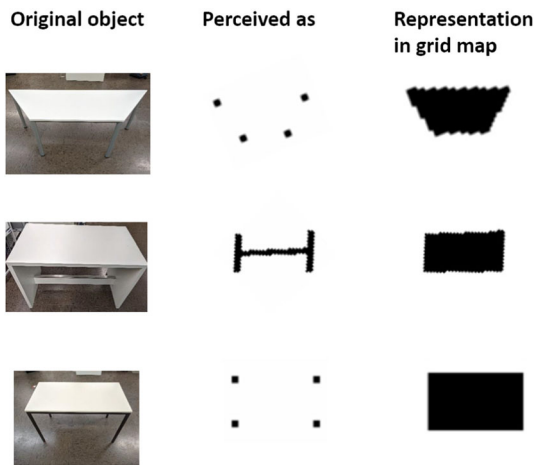 Original object
Perceived as
Representation
in grid map